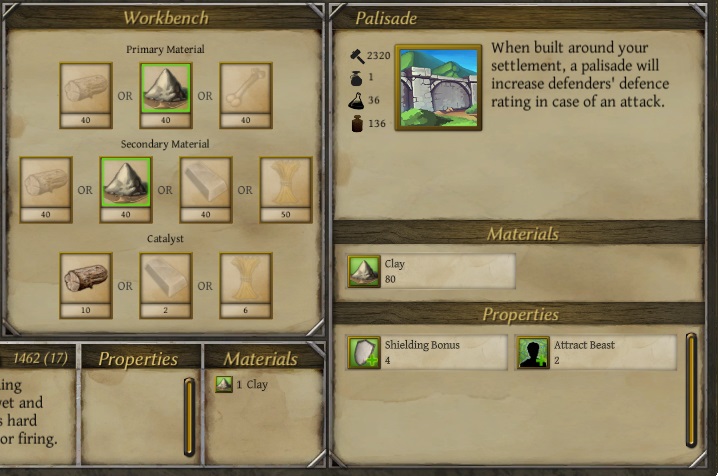 Workbench
Primary Material
40 OR 40 OR 40
Secondary Material
40 OR 40 OR 40 OR 50
Catalyst
10 OR 2 OR 6
1462 (17)
ing
vet and
s hard
or firing.
Properties
Materials
1 Clay
Palisade
2320
1
36
136
When built around your
settlement, a palisade will
increase defenders' defence
rating in case of an attack.
Materials
Clay
80
Properties
Shielding Bonus
4
Attract Beast
2